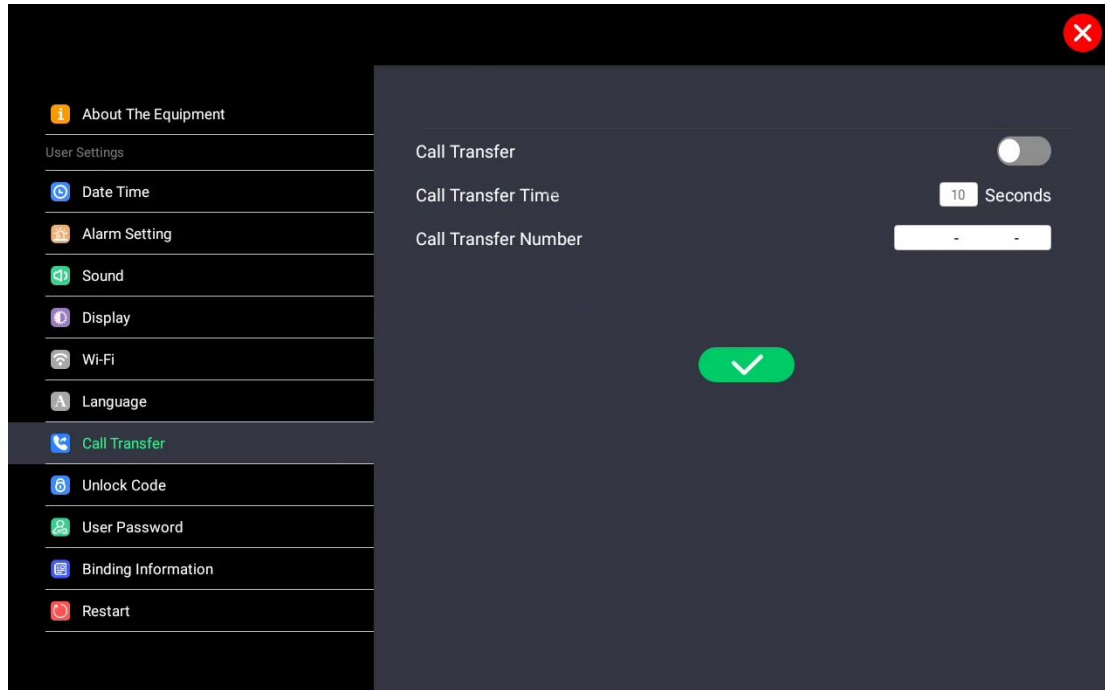 About The Equipment
User Settings
Date Time
Alarm Setting
Sound
Display
Wi-Fi
Language
Call Transfer
Unlock Code
User Password
Binding Information
Restart
Call Transfer
Call Transfer Time 10 Seconds
Call Transfer Number - -